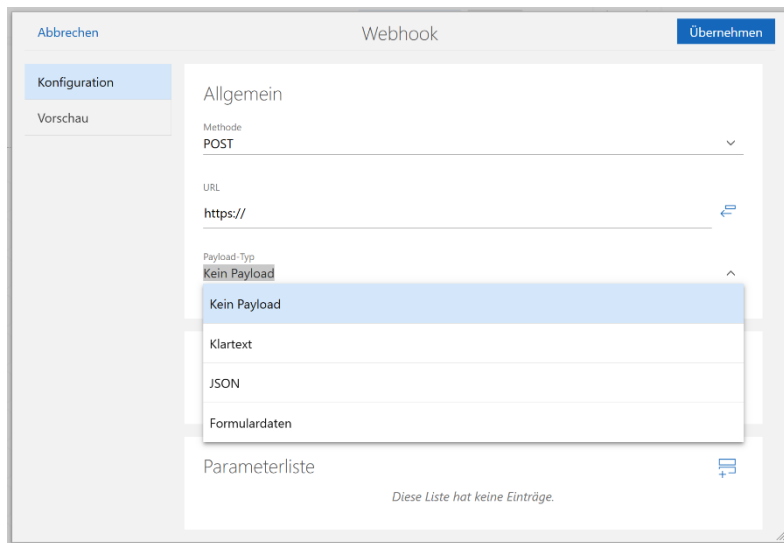 Abbrechen
Webhook
Übernehmen
Konfiguration
Vorschau
Allgemein
Methode
POST
URL
https://
Payload-Typ
Kein Payload
Kein Payload
Klartext
JSON
Formulardaten
Parameterliste
Diese Liste hat keine Einträge.